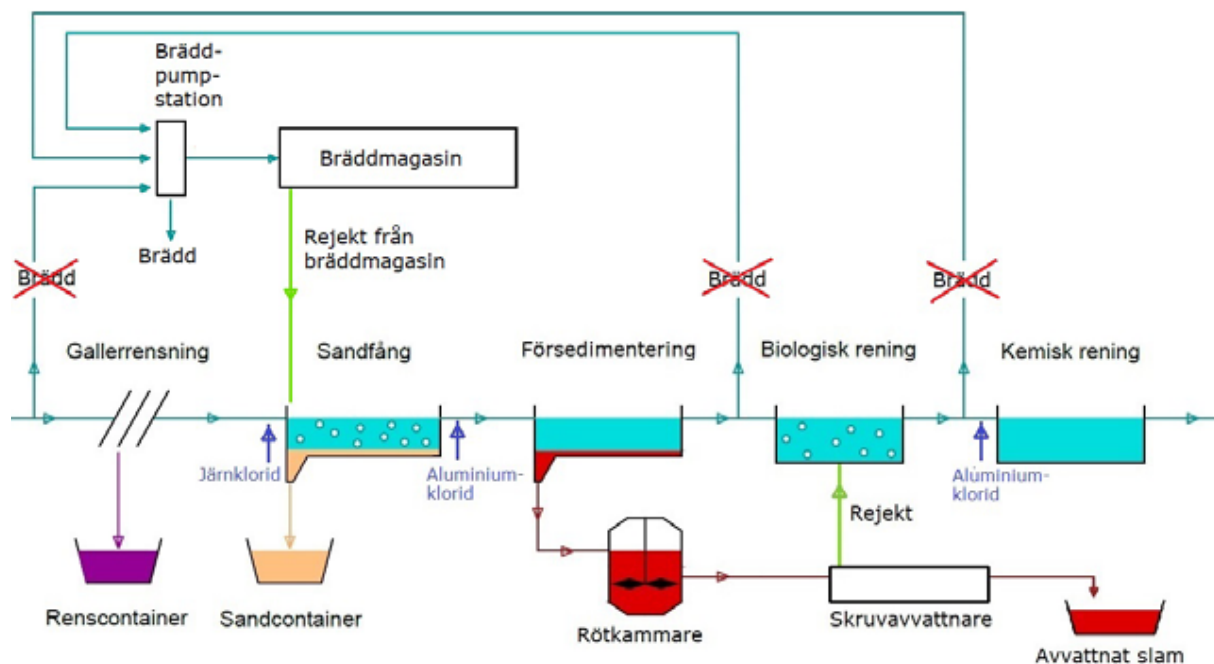 Brädd-
pump-
station
Bräddmagasin
Brädd
Rejekt från
bräddmagasin
Brädd
Brädd
Brädd
Gallerrensning
Sandfång
Försedimentering
Biologisk rening
Kemisk rening
Järnklorid
Aluminium-
klorid
Aluminium-
klorid
Rejekt
Renscontainer
Sandcontainer
Rötkammare
Skruvavvattnare
Avvattnat slam